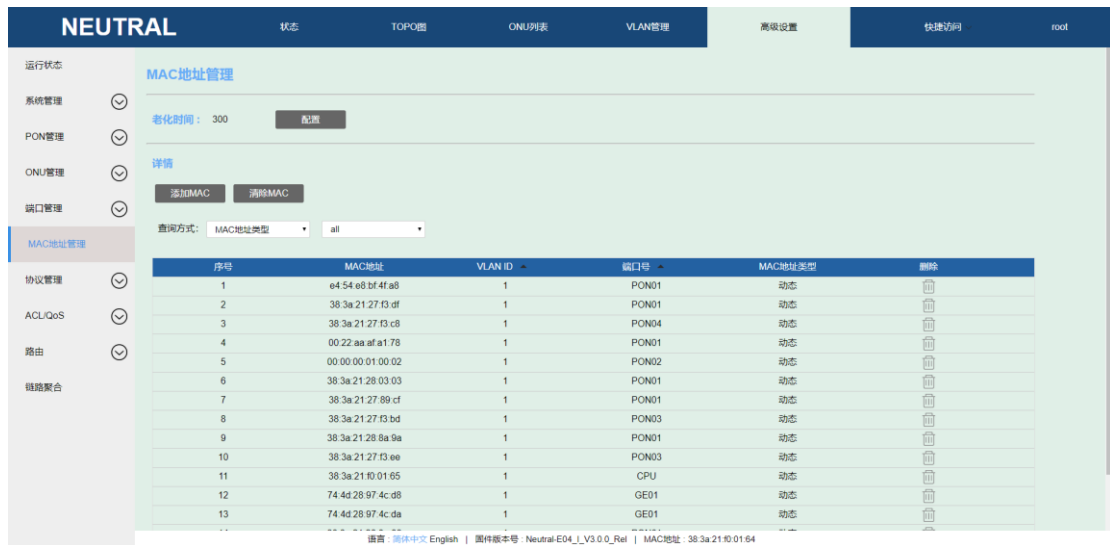 NEUTRAL 状态 TOPO图 ONU列表 VLAN管理 高级设置 快捷访问 root
运行状态
系统管理
PON管理
ONU管理
端口管理
MAC地址管理
协议管理
ACL/QoS
路由
链路聚合
MAC地址管理
老化时间： 300 配置
详情
添加MAC 清除MAC
查询方式： MAC地址类型 all
序号 MAC地址 VLAN ID 端口号 MAC地址类型 删除
1 e4:54:e8:bf:4f:a8 1 PON01 动态
2 38:3a:21:27:f3:df 1 PON01 动态
3 38:3a:21:27:f3:c8 1 PON04 动态
4 00:22:aa:af:a1:78 1 PON01 动态
5 00:00:00:01:00:02 1 PON02 动态
6 38:3a:21:28:03:03 1 PON01 动态
7 38:3a:21:27:89:cf 1 PON01 动态
8 38:3a:21:27:f3:bd 1 PON03 动态
9 38:3a:21:28:8a:9a 1 PON01 动态
10 38:3a:21:27:f3:ee 1 PON03 动态
11 38:3a:21:f0:01:65 1 CPU 动态
12 74:4d:28:97:4c:d8 1 GE01 动态
13 74:4d:28:97:4c:da 1 GE01 动态
语言 : 简体中文 English | 固件版本号 : Neutral-E04_I_V3.0.0_Rel | MAC地址 : 38:3a:21:f0:01:64